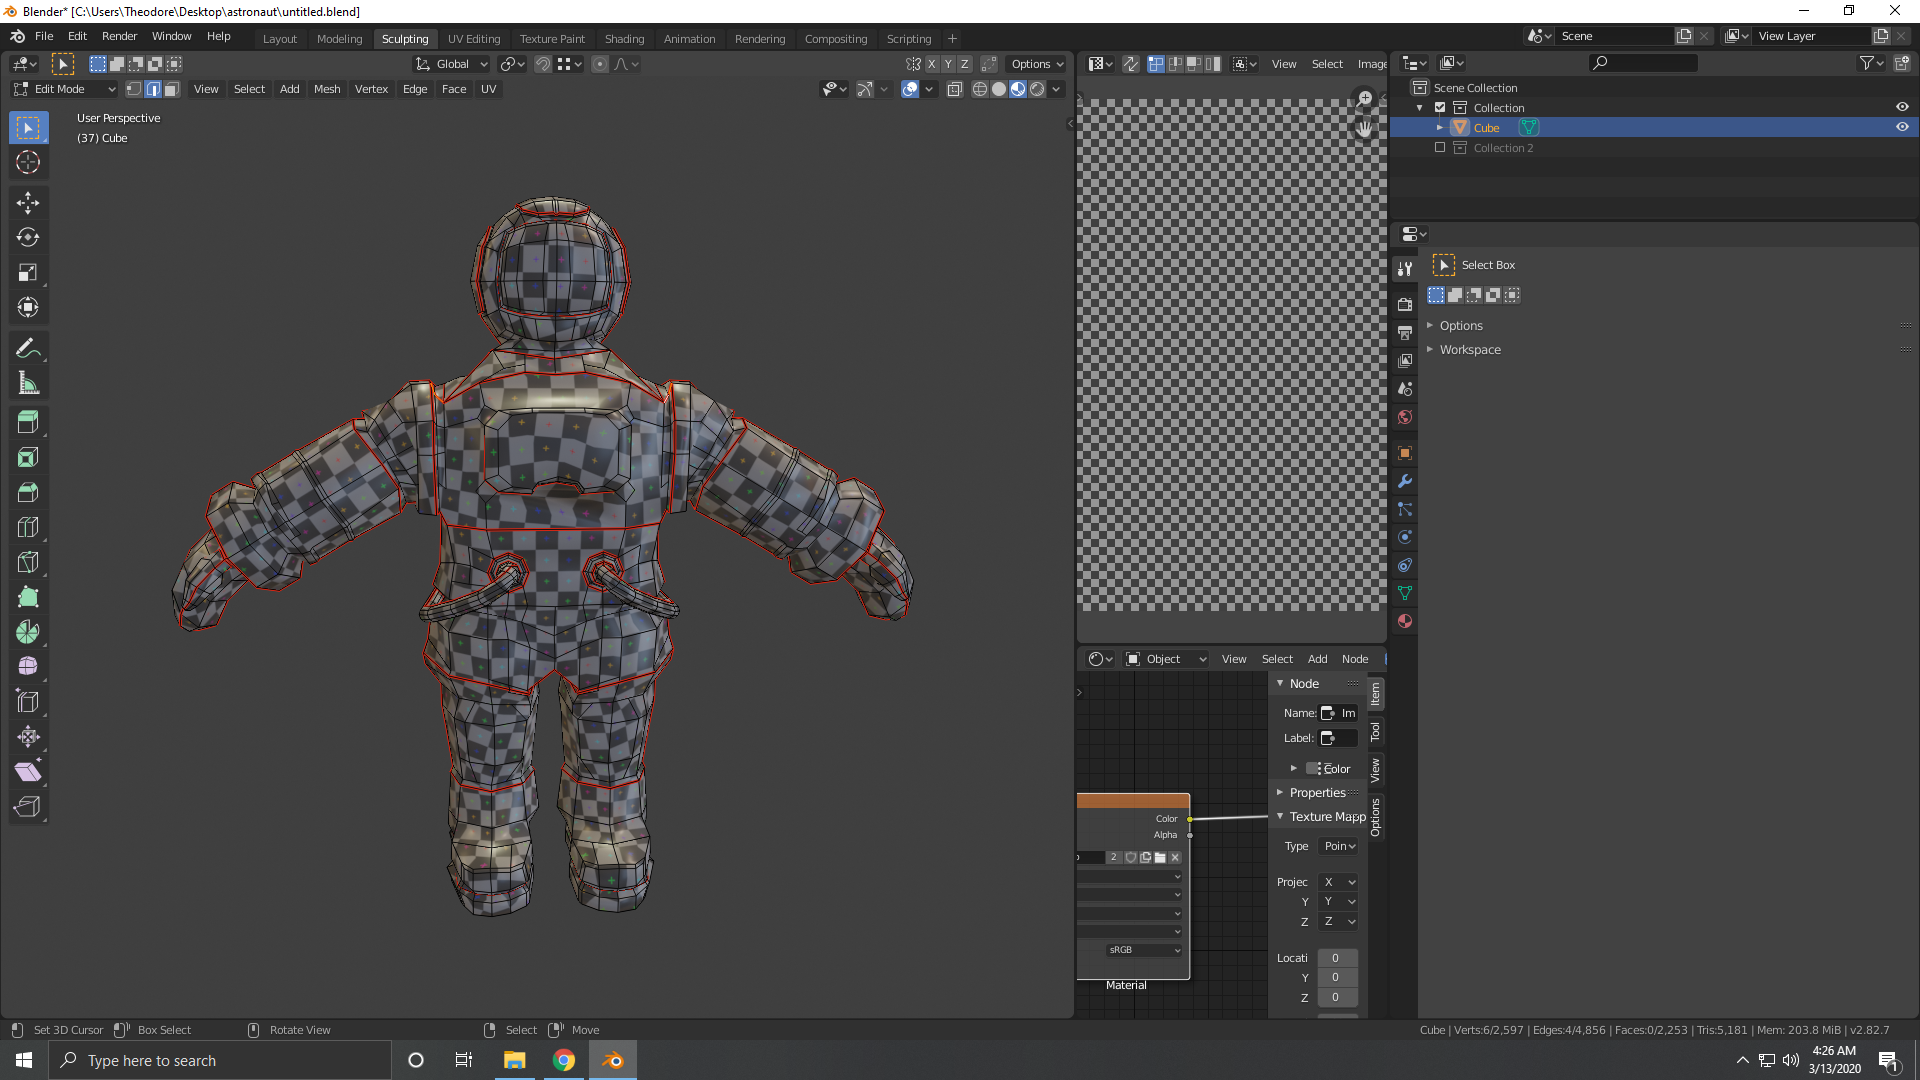 Blender* [C:\Users\Theodore\Desktop\astronaut\untitled.blend]
File Edit Render Window Help Layout Modeling Sculpting UV Editing Texture Paint Shading Animation Rendering Compositing Scripting + Scene View Layer
Global X Y Z Options View Select Image
Edit Mode View Select Add Mesh Vertex Edge Face UV
User Perspective
(37) Cube
Scene Collection
Collection
Cube
Collection 2
Select Box
Options
Workspace
Object View Select Add Node
Node
Name: Im
Label:
Color
Properties
Texture Mapp
Type Poin
Projec X
Y Y
Z Z
Locati 0
Y 0
Z 0
Item
Tool
View
Options
Color
Alpha
2
sRGB
Material
Set 3D Cursor Box Select Rotate View Select Move Cube | Verts:6/2,597 | Edges:4/4,856 | Faces:0/2,253 | Tris:5,181 | Mem: 203.8 MiB | v2.82.7
Type here to search
4:26 AM
3/13/2020
1